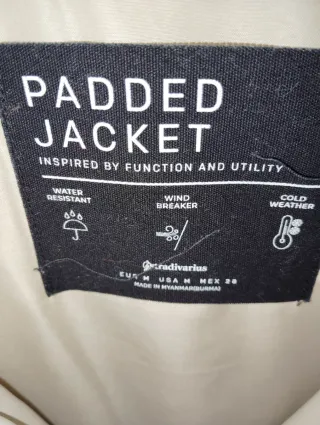 PADDED
JACKET
INSPIRED BY FUNCTION AND UTILITY
WATER
RESISTANT
WIND
BREAKER
COLD
WEATHER
stradivarius
EUR M USA M MEX 26
MADE IN MYANMAR(BURMA)